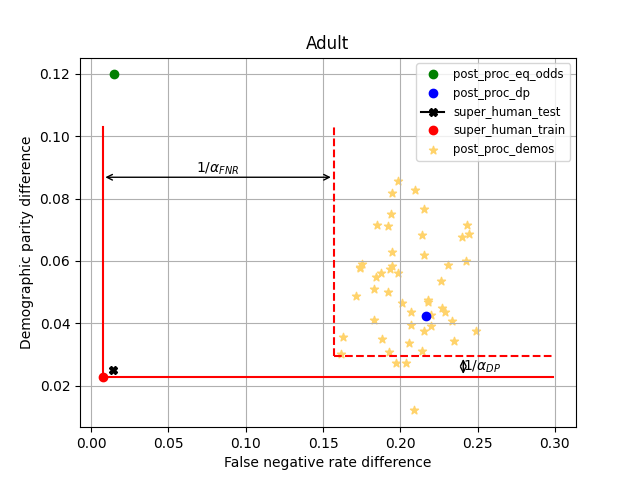 Adult
post_proc_eq_odds
post_proc_dp
super_human_test
super_human_train
post_proc_demos
1/α_FNR
1/α_DP
Demographic parity difference
0.12
0.10
0.08
0.06
0.04
0.02
0.00 0.05 0.10 0.15 0.20 0.25 0.30
False negative rate difference